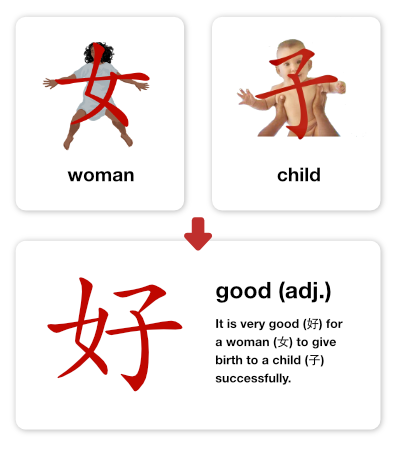 女
子
woman
child
好
good (adj.)
It is very good (好) for
a woman (女) to give
birth to a child (子)
successfully.